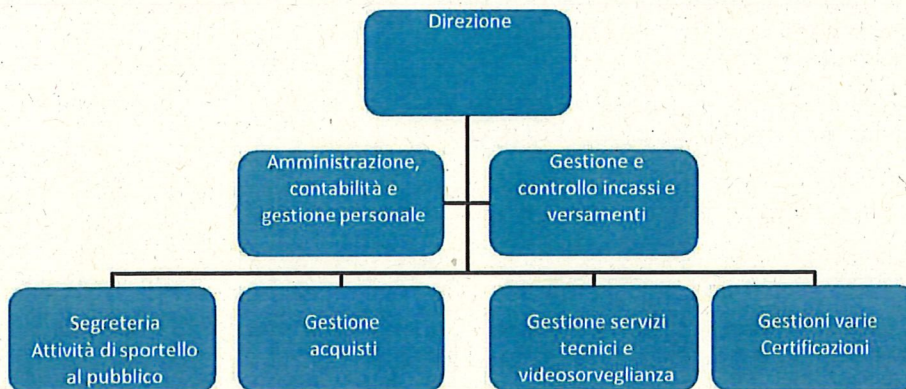 Direzione
Amministrazione,
contabilità e
gestione personale
Gestione e
controllo incassi e
versamenti
Segreteria
Attività di sportello
al pubblico
Gestione
acquisti
Gestione servizi
tecnici e
videosorveglianza
Gestioni varie
Certificazioni